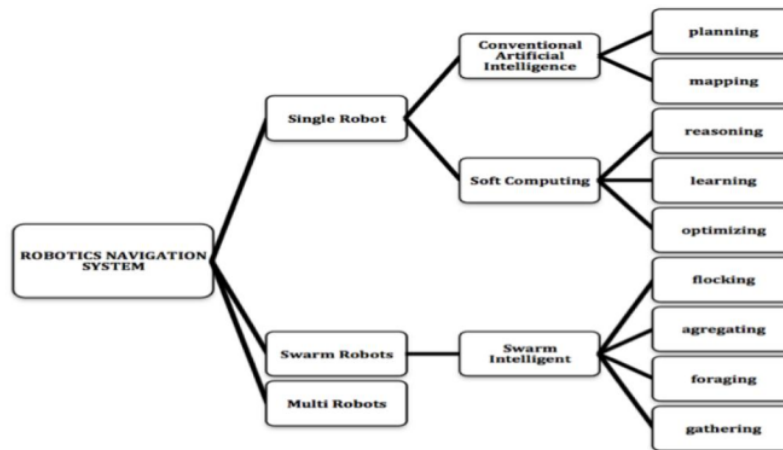 planning
Conventional
Artificial
Intelligence
mapping
Single Robot
reasoning
Soft Computing
learning
optimizing
ROBOTICS NAVIGATION
SYSTEM
flocking
agregating
Swarm Robots
Swarm
Intelligent
foraging
Multi Robots
gathering